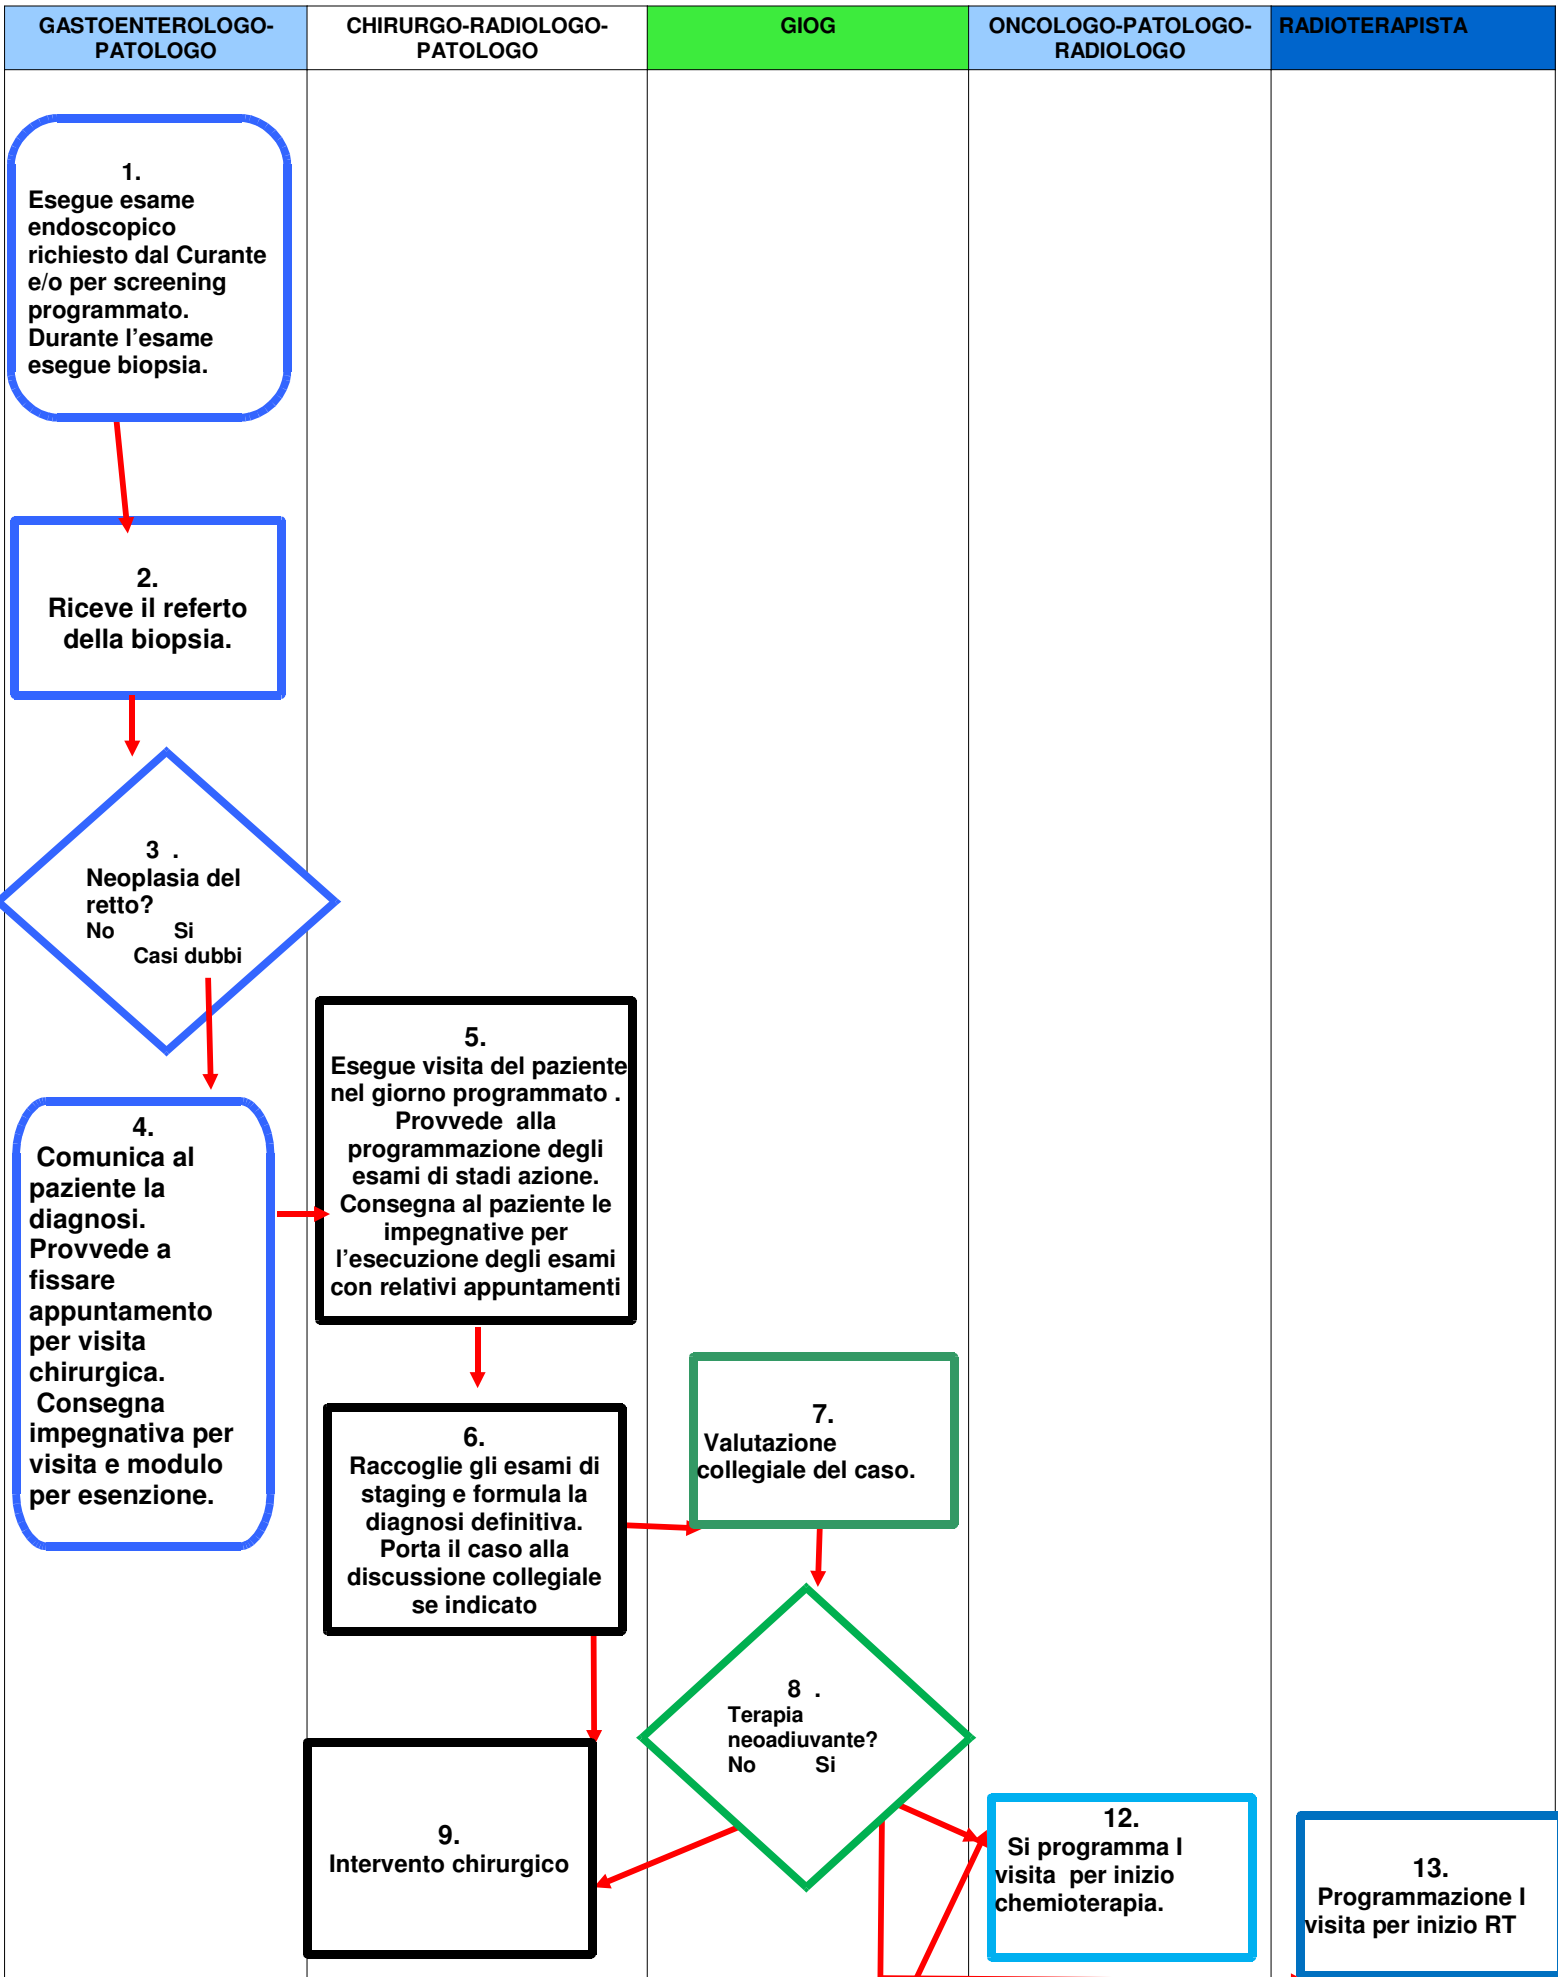 GASTOENTEROLOGO-
PATOLOGO
CHIRURGO-RADIOLOGO-
PATOLOGO
GIOG
ONCOLOGO-PATOLOGO-
RADIOLOGO
RADIOTERAPISTA
1.
Esegue esame
endoscopico
richiesto dal Curante
e/o per screening
programmato.
Durante l'esame
esegue biopsia.
2.
Riceve il referto
della biopsia.
3 .
Neoplasia del
retto?
No Si
Casi dubbi
4.
Comunica al
paziente la
diagnosi.
Provvede a
fissare
appuntamento
per visita
chirurgica.
Consegna
impegnativa per
visita e modulo
per esenzione.
5.
Esegue visita del paziente
nel giorno programmato .
Provvede alla
programmazione degli
esami di stadi azione.
Consegna al paziente le
impegnative per
l'esecuzione degli esami
con relativi appuntamenti
6.
Raccoglie gli esami di
staging e formula la
diagnosi definitiva.
Porta il caso alla
discussione collegiale
se indicato
7.
Valutazione
collegiale del caso.
8 .
Terapia
neoadiuvante?
No Si
9.
Intervento chirurgico
12.
Si programma I
visita per inizio
chemioterapia.
13.
Programmazione I
visita per inizio RT